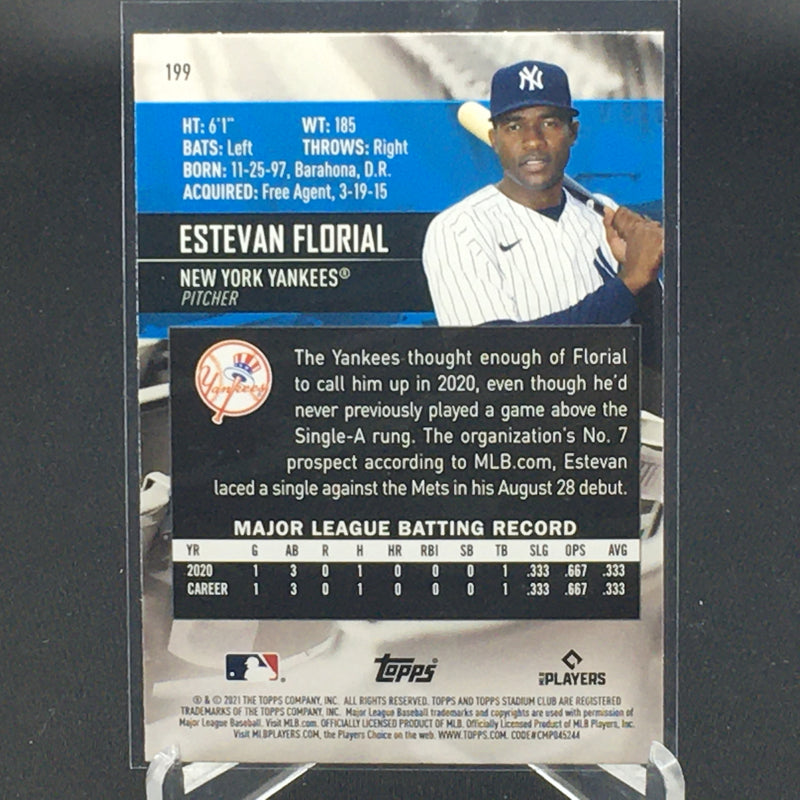 199
NY
HT: 6'1" WT: 185
BATS: Left THROWS: Right
BORN: 11-25-97, Barahona, D.R.
ACQUIRED: Free Agent, 3-19-15
ESTEVAN FLORIAL
NEW YORK YANKEES®
PITCHER
Yankees
The Yankees thought enough of Florial
to call him up in 2020, even though he'd
never previously played a game above the
Single-A rung. The organization's No. 7
prospect according to MLB.com, Estevan
laced a single against the Mets in his August 28 debut.
MAJOR LEAGUE BATTING RECORD
YR G AB R H HR RBI SB TB SLG OPS AVG
2020 1 3 0 1 0 0 0 1 .333 .667 .333
CAREER 1 3 0 1 0 0 0 1 .333 .667 .333
topps®
MLB PLAYERS
® & © 2021 THE TOPPS COMPANY, INC. ALL RIGHTS RESERVED. TOPPS AND TOPPS STADIUM CLUB ARE REGISTERED
TRADEMARKS OF THE TOPPS COMPANY, INC. Major League Baseball trademarks and copyrights are used with permission of
Major League Baseball. Visit MLB.com. OFFICIALLY LICENSED PRODUCT OF MLB. Officially Licensed Product of MLB Players, Inc.
Visit MLBPLAYERS.COM, the Players Choice on the web. WWW.TOPPS.COM. CODE#CMP045244